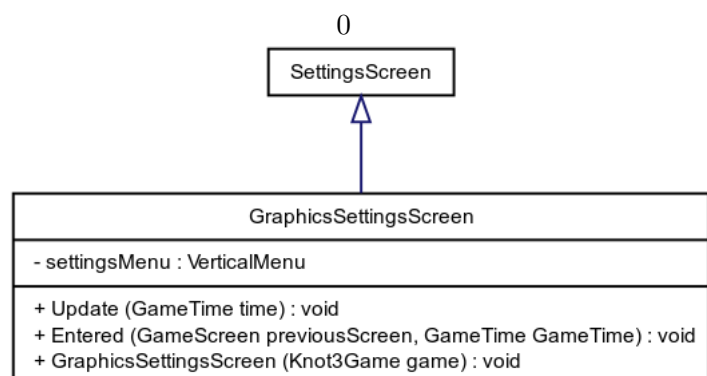 0
SettingsScreen
GraphicsSettingsScreen
- settingsMenu : VerticalMenu
+ Update (GameTime time) : void
+ Entered (GameScreen previousScreen, GameTime GameTime) : void
+ GraphicsSettingsScreen (Knot3Game game) : void